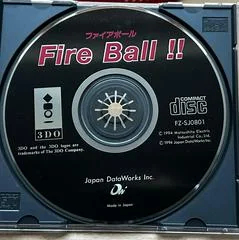 ファイアボール
Fire Ball !!
3DO
3DO and the 3DO logos are
trademarks of The 3DO Company.
COMPACT
disc
FZ-SJ0801
© 1994 Matsushita Electric
Industrial Co., Ltd.
© 1994 Japan DataWorks Inc.
Japan DataWorks Inc.
Made in Japan